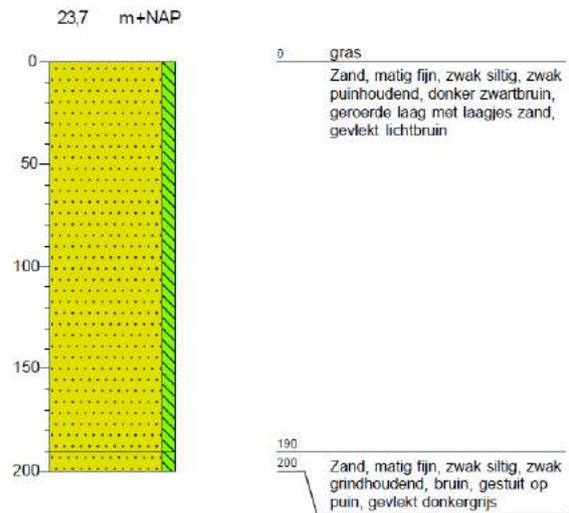 23,7 m+NAP
0
50
100
150
200
0 gras
Zand, matig fijn, zwak siltig, zwak
puinhoudend, donker zwartbruin,
geroerde laag met laagjes zand,
gevlekt lichtbruin
190
200 Zand, matig fijn, zwak siltig, zwak
grindhoudend, bruin, gestuit op
puin, gevlekt donkergrijs